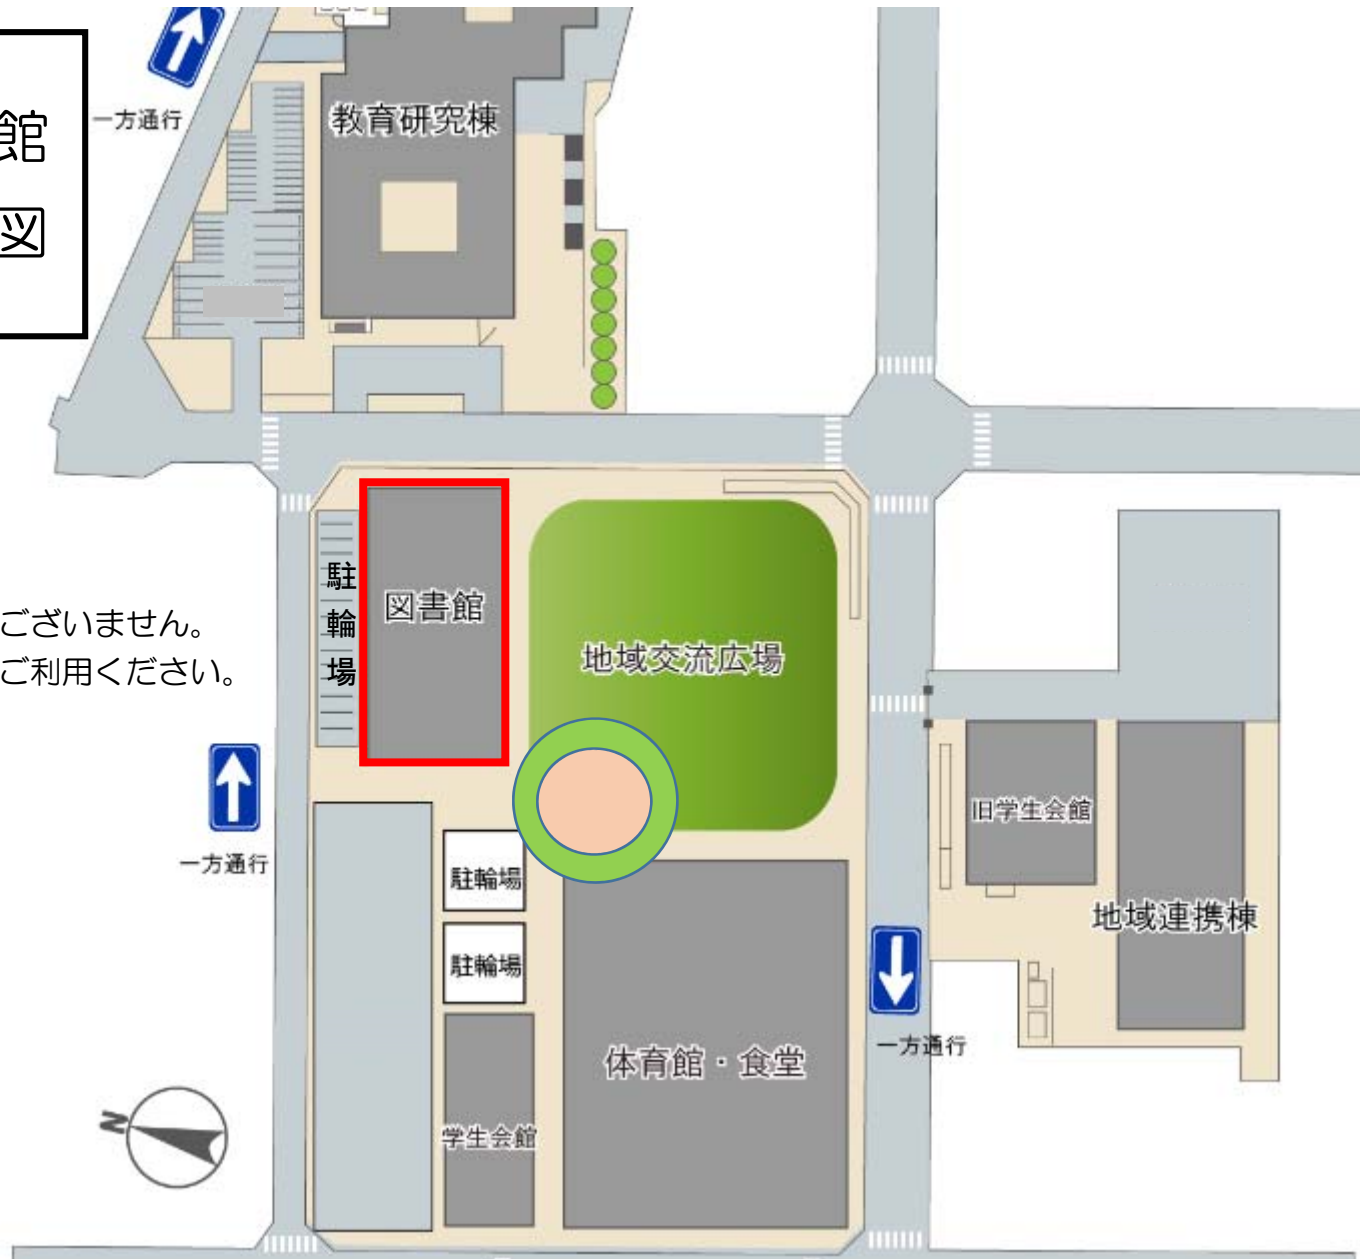 館
図
一方通行
教育研究棟
駐輪場
図書館
地域交流広場
ございません。
ご利用ください。
一方通行
駐輪場
駐輪場
旧学生会館
地域連携棟
体育館・食堂
一方通行
学生会館
N